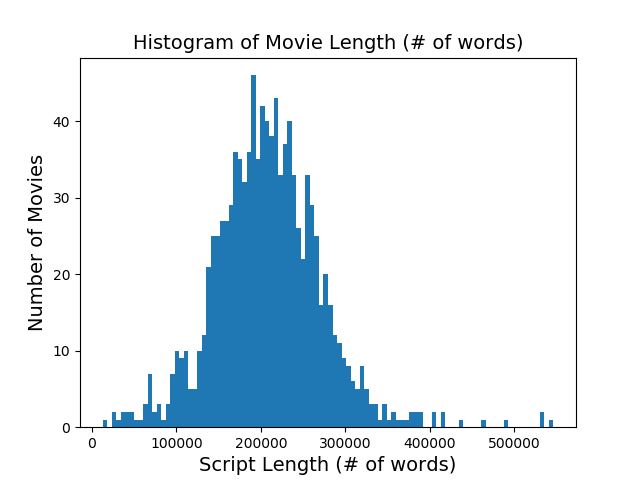 Histogram of Movie Length (# of words)
Number of Movies
40
30
20
10
0
0 100000 200000 300000 400000 500000
Script Length (# of words)